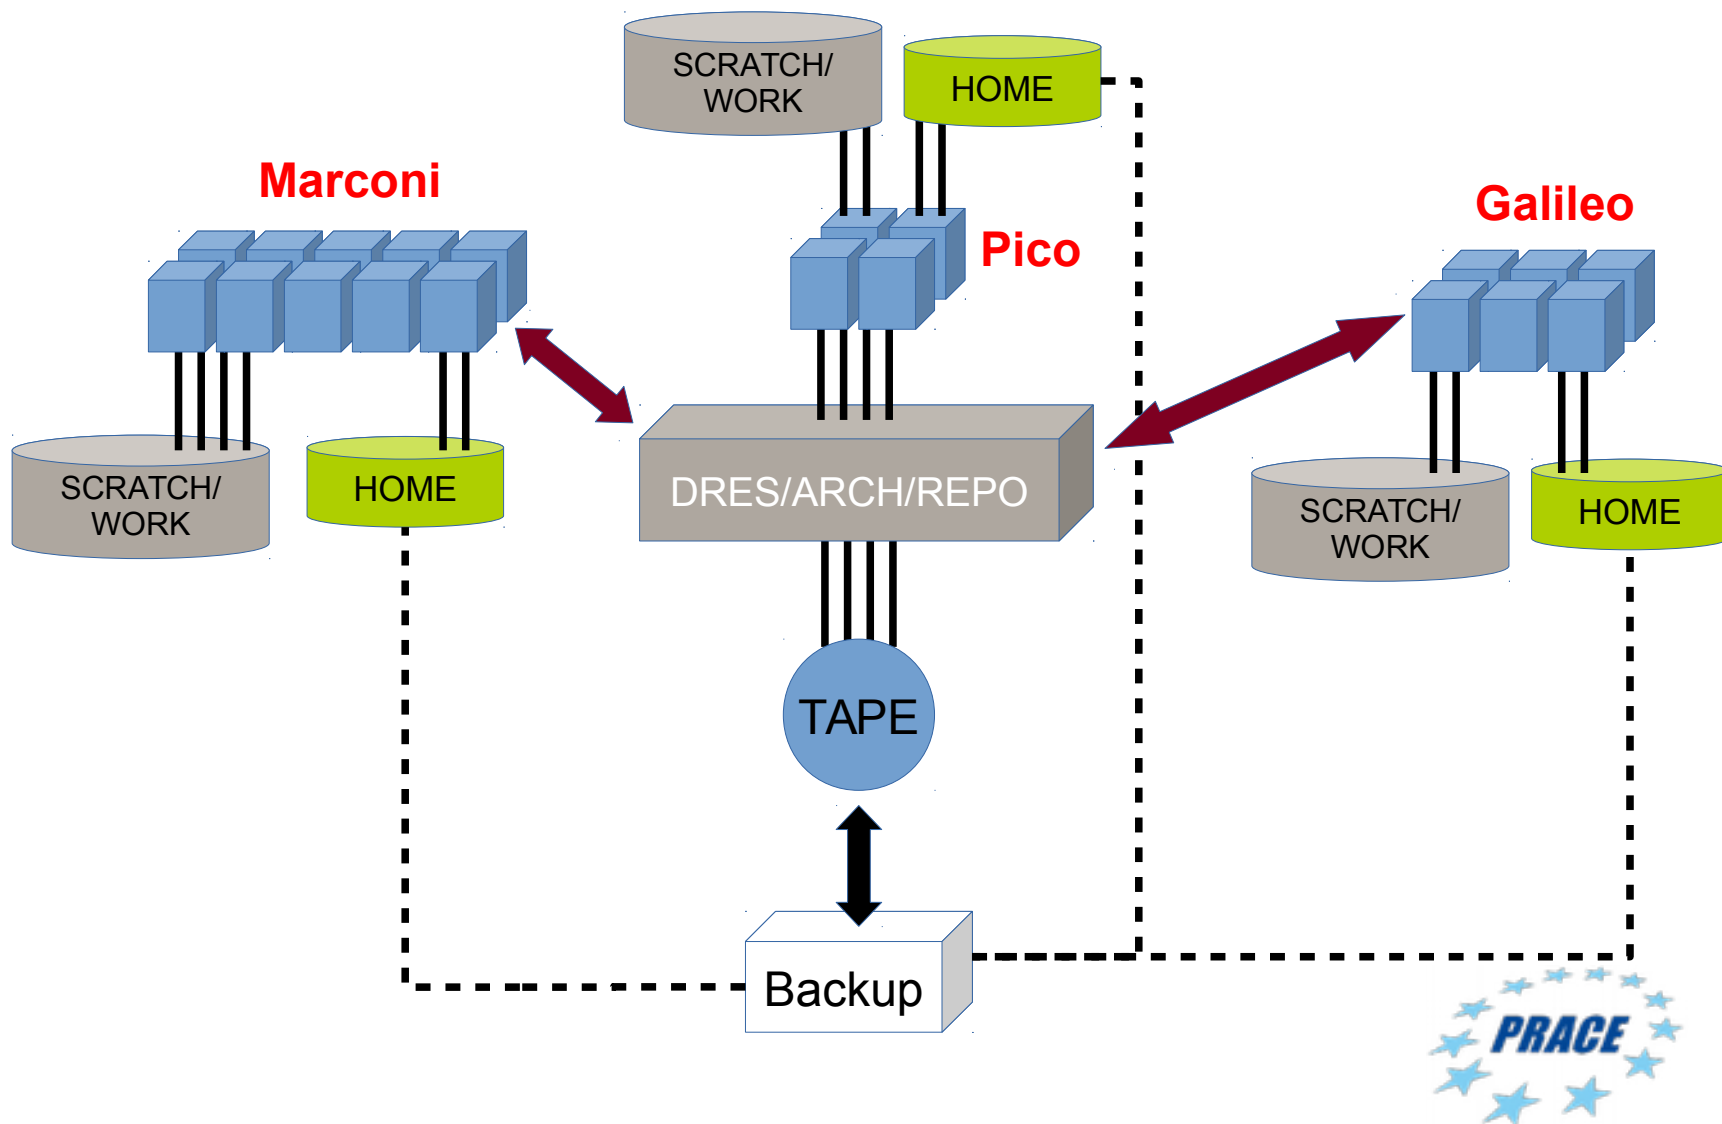 SCRATCH/
WORK
HOME
Marconi
Pico
Galileo
SCRATCH/
WORK
HOME
DRES/ARCH/REPO
SCRATCH/
WORK
HOME
TAPE
Backup
PRACE